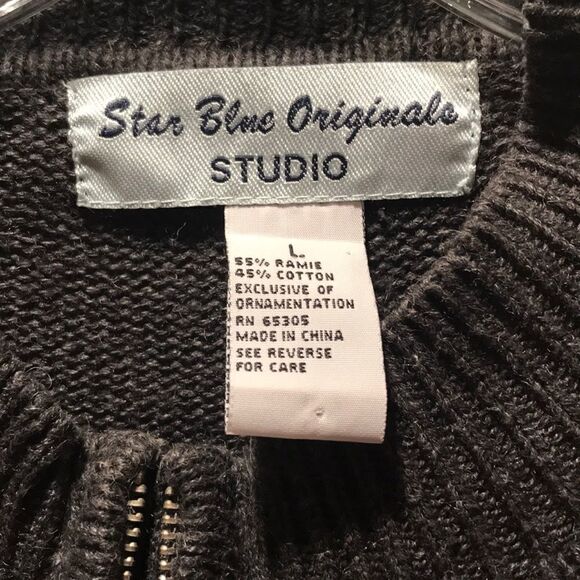 Star Blue Originals
STUDIO
L.
55% RAMIE
45% COTTON
EXCLUSIVE OF
ORNAMENTATION
RN 65305
MADE IN CHINA
SEE REVERSE
FOR CARE